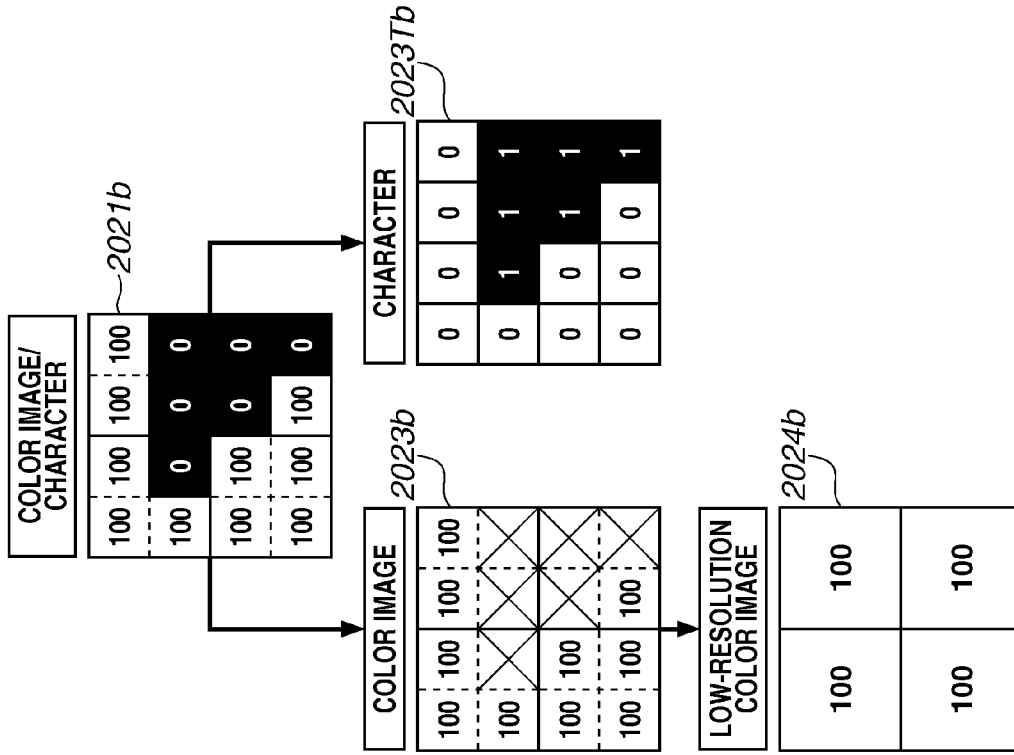 COLOR IMAGE/
CHARACTER
2021b
100 100 100 100
100 0 0 0
100 100 0 0
100 100 100 0
COLOR IMAGE
2023b
100 100 100 100
100
100 100
100 100 100
CHARACTER
2023Tb
0 0 0 0
0 1 1 1
0 0 1 1
0 0 0 1
LOW-RESOLUTION
COLOR IMAGE
2024b
100 100
100 100